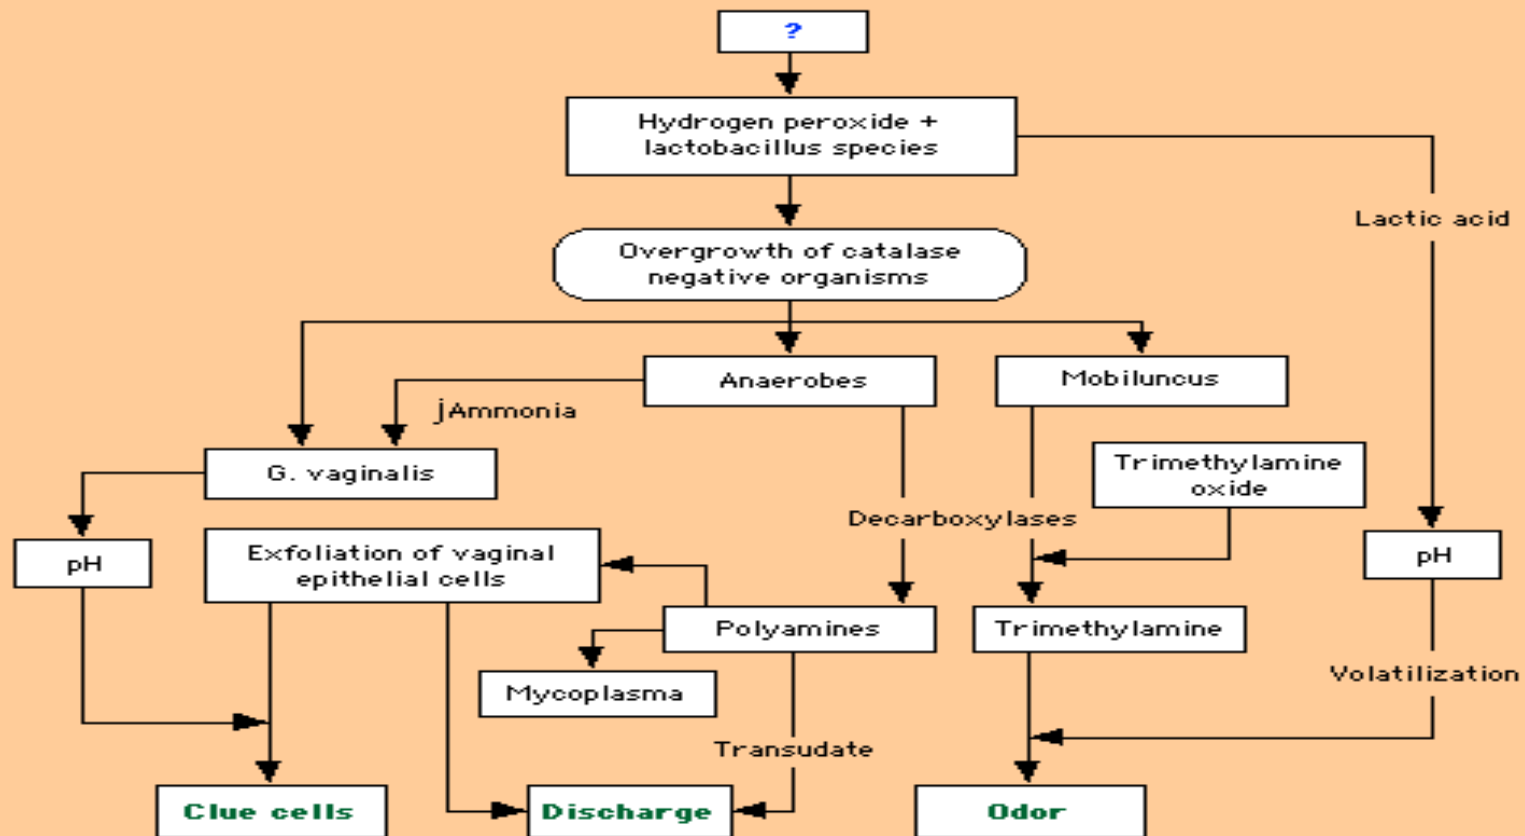 ?
Hydrogen peroxide +
lactobacillus species
Lactic acid
Overgrowth of catalase
negative organisms
Anaerobes
Mobiluncus
jAmmonia
G. vaginalis
Trimethylamine
oxide
Decarboxylases
pH
Exfoliation of vaginal
epithelial cells
pH
Polyamines
Trimethylamine
Mycoplasma
Volatilization
Transudate
Clue cells
Discharge
Odor